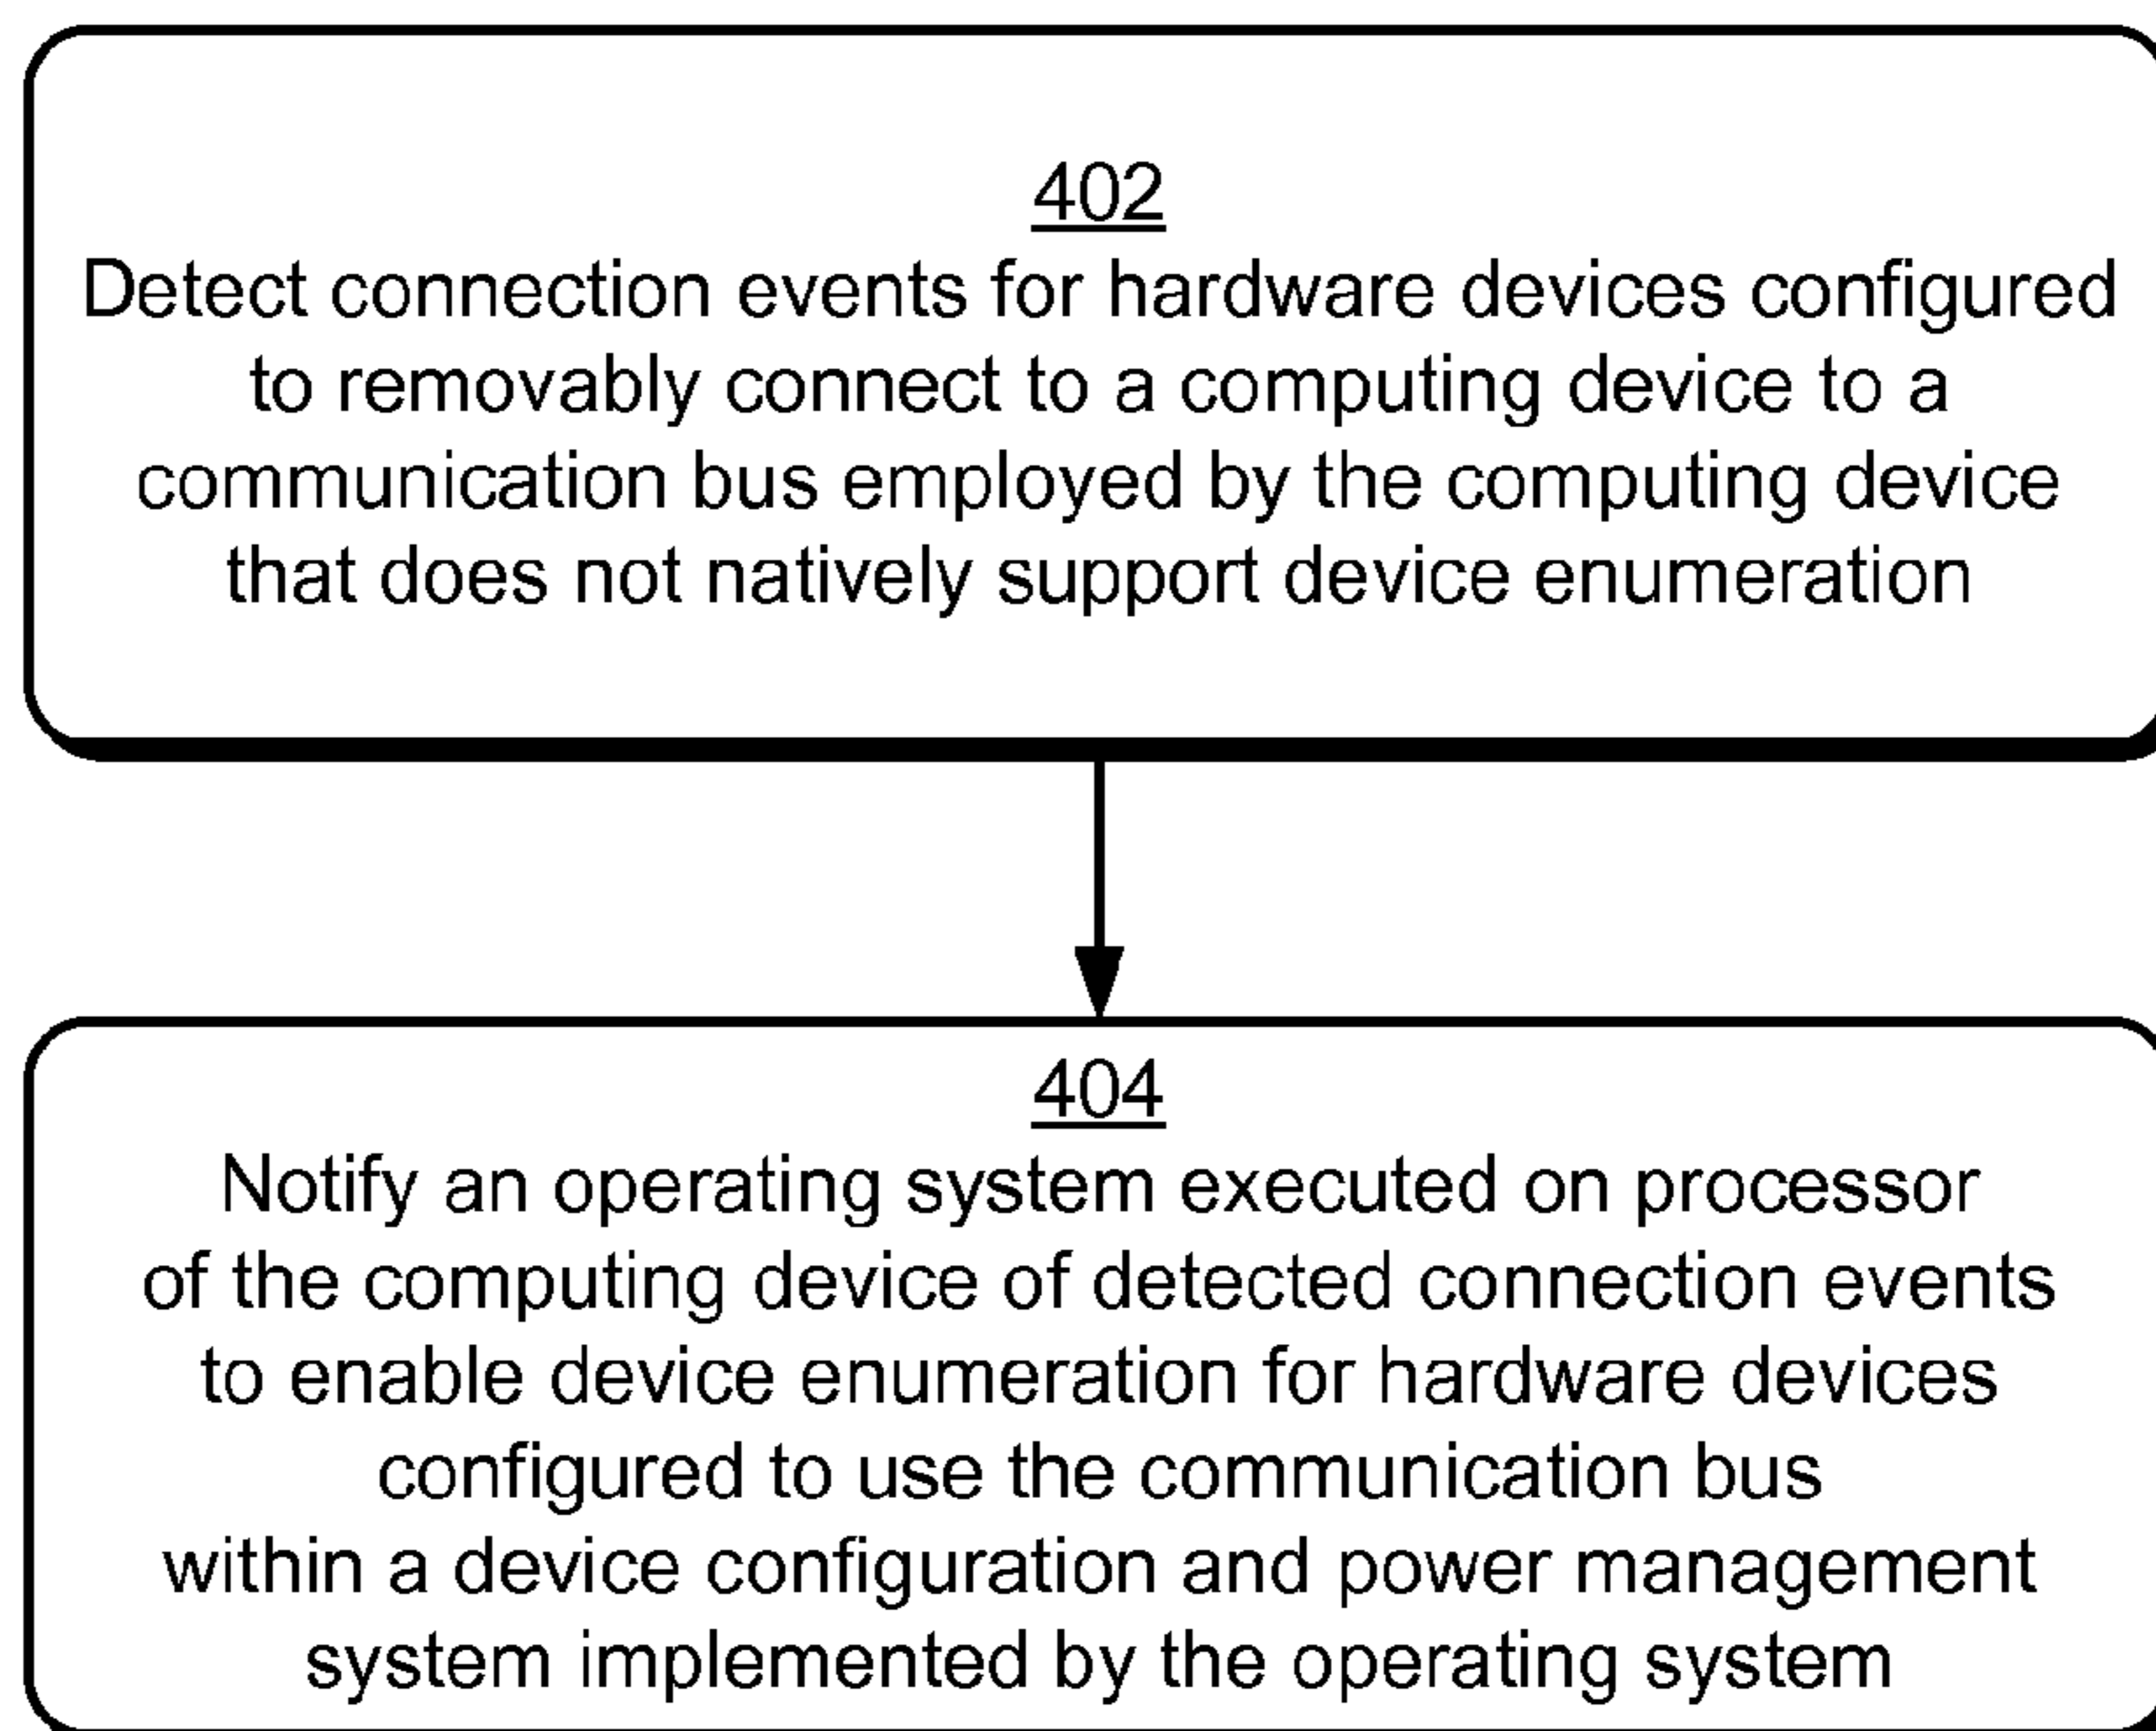 402
Detect connection events for hardware devices configured
to removably connect to a computing device to a
communication bus employed by the computing device
that does not natively support device enumeration
404
Notify an operating system executed on processor
of the computing device of detected connection events
to enable device enumeration for hardware devices
configured to use the communication bus
within a device configuration and power management
system implemented by the operating system